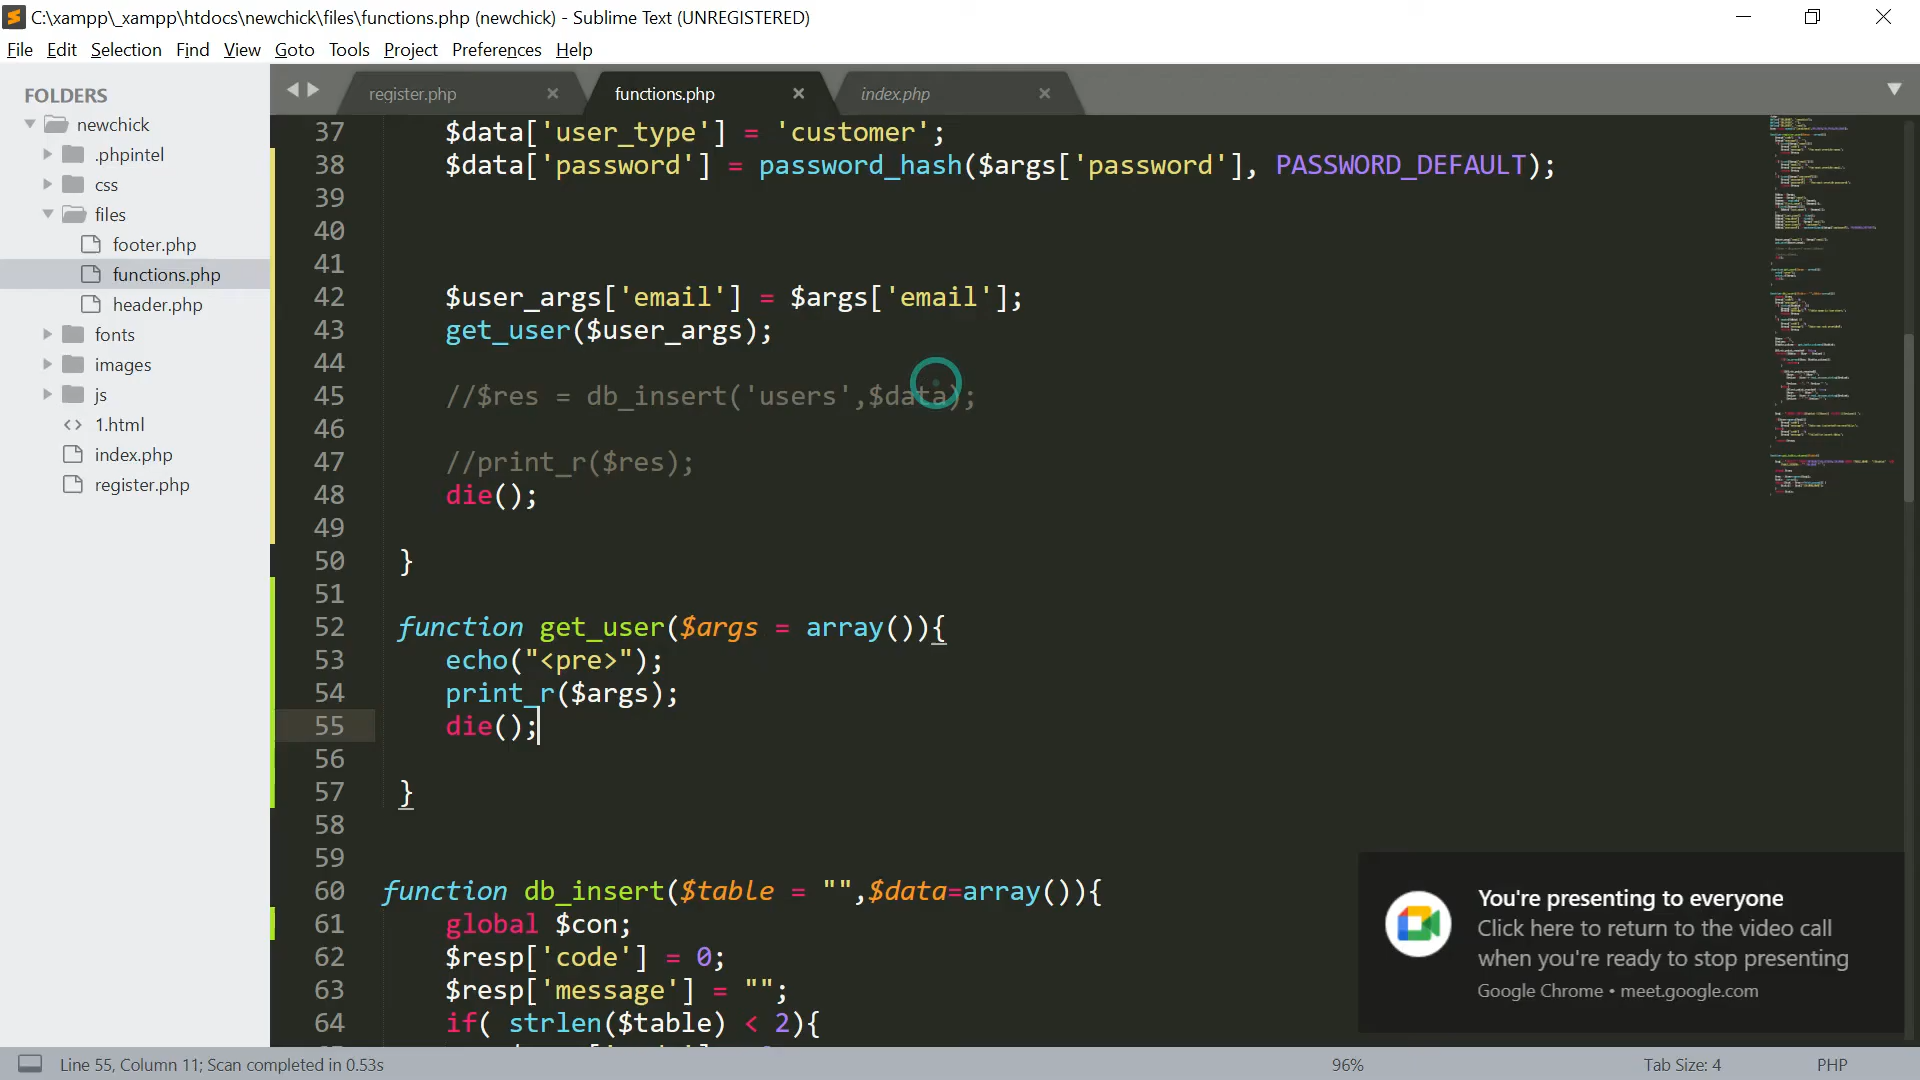 C:\xampp\_xampp\htdocs\newchick\files\functions.php (newchick) - Sublime Text (UNREGISTERED)
File Edit Selection Find View Goto Tools Project Preferences Help
FOLDERS
newchick
.phpintel
css
files
footer.php
functions.php
header.php
fonts
images
js
<> 1.html
index.php
register.php
register.php × functions.php × index.php ×
37 $data['user_type'] = 'customer';
38 $data['password'] = password_hash($args['password'], PASSWORD_DEFAULT);
39
40
41
42 $user_args['email'] = $args['email'];
43 get_user($user_args);
44
45 //$res = db_insert('users',$data);
46
47 //print_r($res);
48 die();
49
50 }
51
52 function get_user($args = array()){
53 echo("<pre>");
54 print_r($args);
55 die();
56
57 }
58
59
60 function db_insert($table = "",$data=array()){
61 global $con;
62 $resp['code'] = 0;
63 $resp['message'] = "";
64 if( strlen($table) < 2){
You're presenting to everyone
Click here to return to the video call
when you're ready to stop presenting
Google Chrome • meet.google.com
Line 55, Column 11; Scan completed in 0.53s
96%
Tab Size: 4
PHP